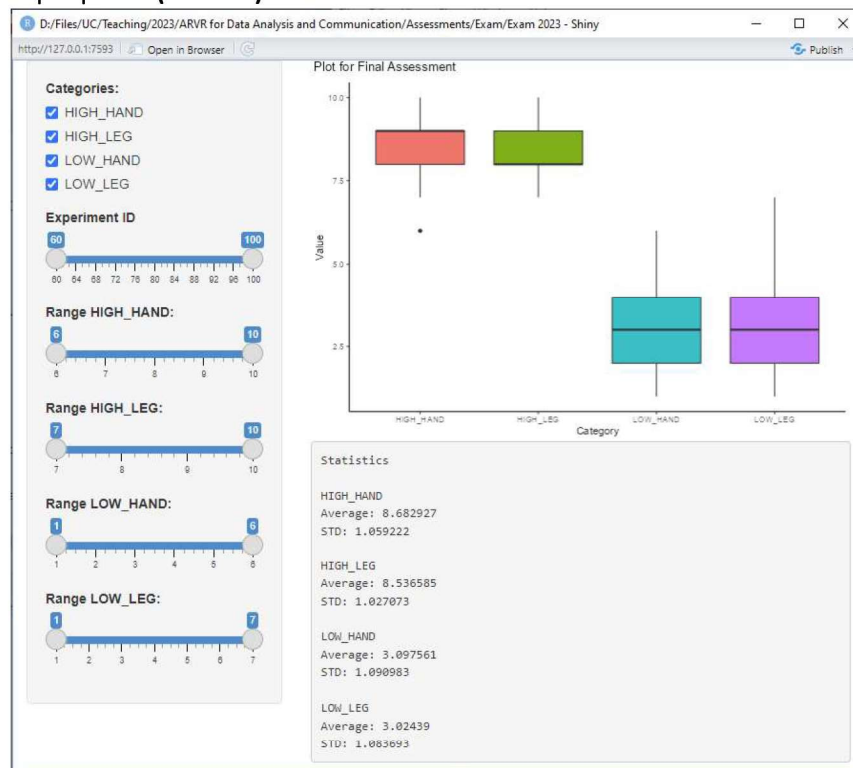 D:/Files/UC/Teaching/2023/ARVR for Data Analysis and Communication/Assessments/Exam/Exam 2023 - Shiny
http://127.0.0.1:7593 Open in Browser Publish
Categories:
HIGH_HAND
HIGH_LEG
LOW_HAND
LOW_LEG
Experiment ID
60 100
60 64 68 72 76 80 84 88 92 96 100
Range HIGH_HAND:
6 10
6 7 8 9 10
Range HIGH_LEG:
7 10
7 8 9 10
Range LOW_HAND:
1 6
1 2 3 4 5 6
Range LOW_LEG:
1 7
1 2 3 4 5 6 7
Plot for Final Assessment
10.0
7.5
5.0
2.5
Value
HIGH_HAND HIGH_LEG LOW_HAND LOW_LEG
Category
Statistics
HIGH_HAND
Average: 8.682927
STD: 1.059222
HIGH_LEG
Average: 8.536585
STD: 1.027073
LOW_HAND
Average: 3.097561
STD: 1.090983
LOW_LEG
Average: 3.02439
STD: 1.083693